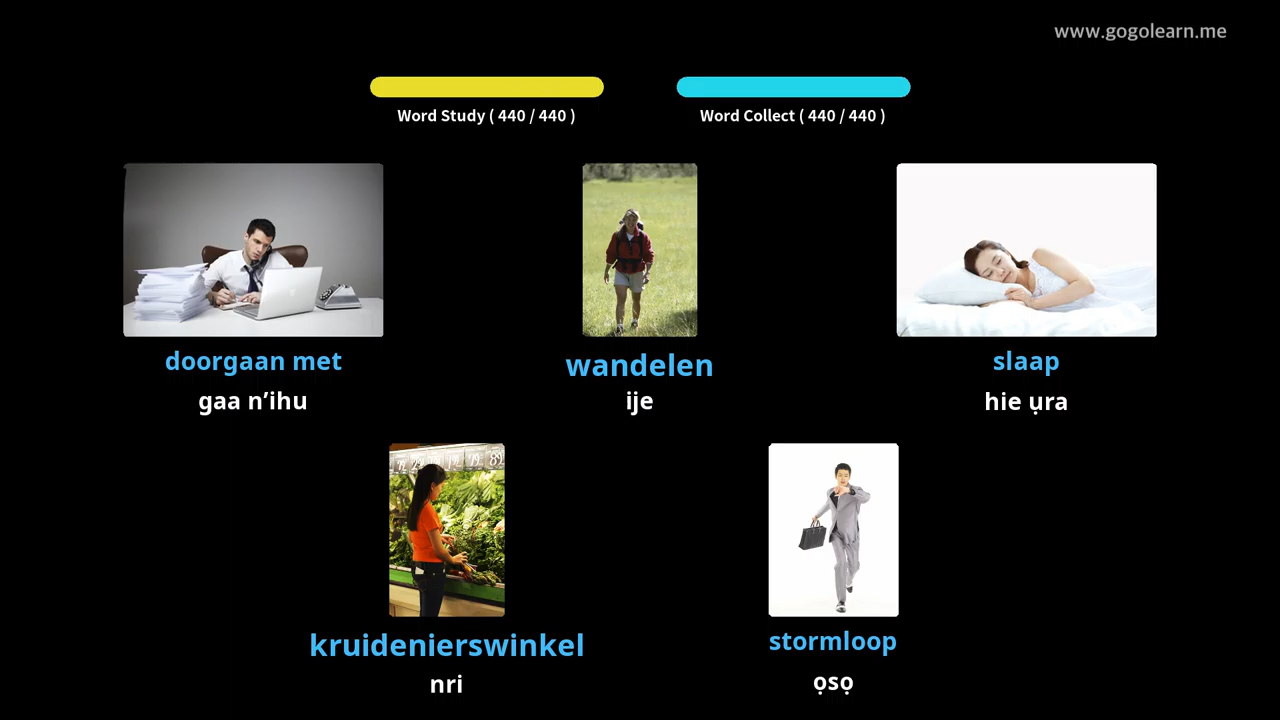 www.gogolearn.me
Word Study ( 440 / 440 )
Word Collect ( 440 / 440 )
doorgaan met
gaa n’ihu
wandelen
ije
slaap
hie ụra
kruidenierswinkel
nri
stormloop
ọsọ